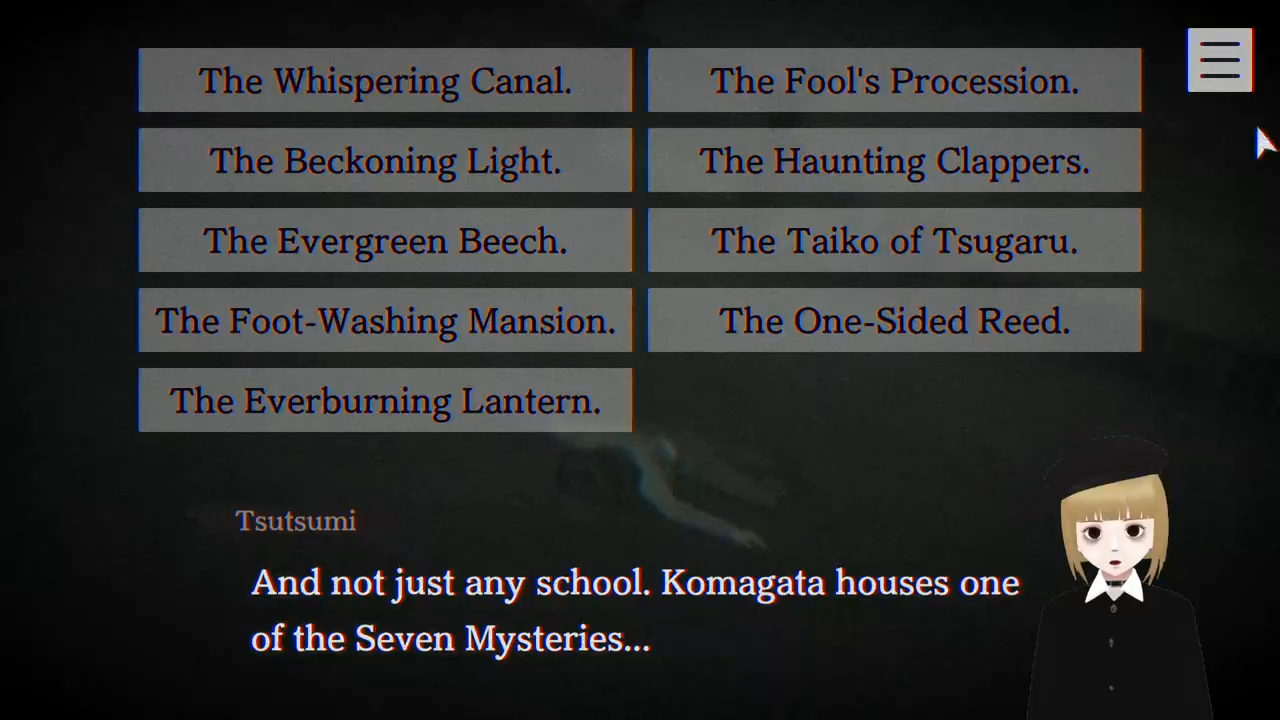 The Whispering Canal.
The Fool's Procession.
The Beckoning Light.
The Haunting Clappers.
The Evergreen Beech.
The Taiko of Tsugaru.
The Foot-Washing Mansion.
The One-Sided Reed.
The Everburning Lantern.
Tsutsumi
And not just any school. Komagata houses one
of the Seven Mysteries...